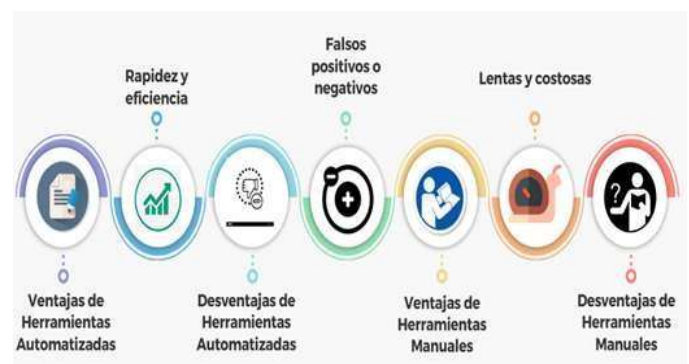 Falsos
positivos o
negativos
Rapidez y
eficiencia
Lentas y costosas
Ventajas de
Herramientas
Automatizadas
Desventajas de
Herramientas
Automatizadas
Ventajas de
Herramientas
Manuales
Desventajas de
Herramientas
Manuales